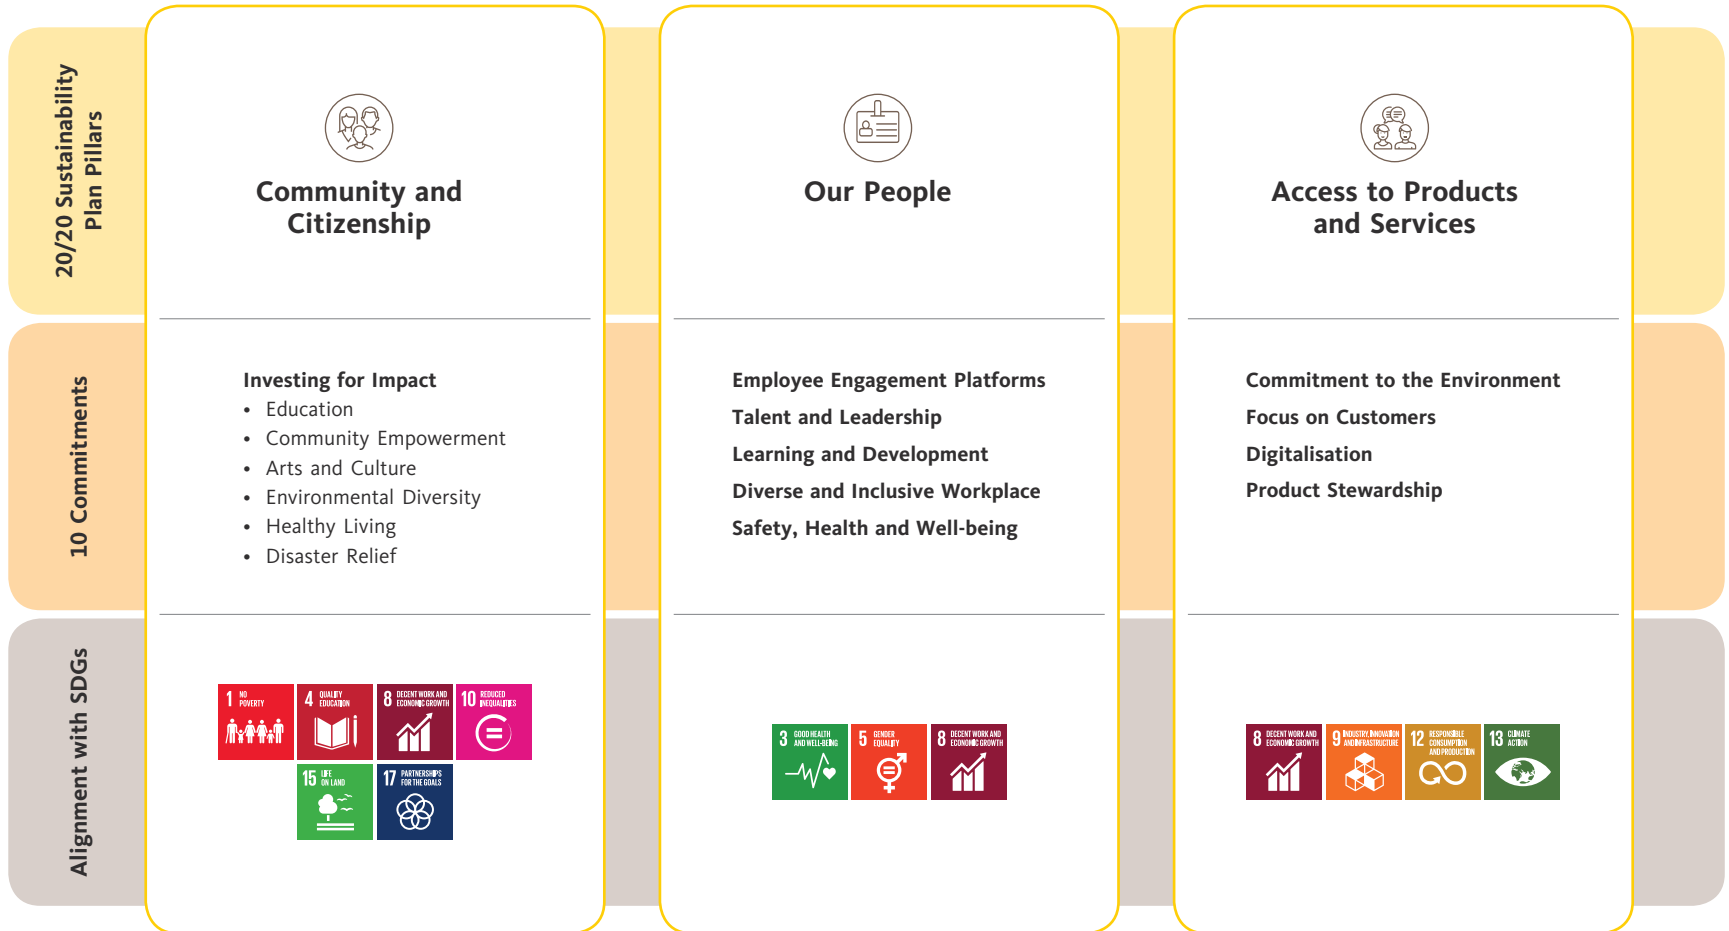 20/20 Sustainability
Plan Pillars
Community and
Citizenship
Our People
Access to Products
and Services
10 Commitments
Investing for Impact
• Education
• Community Empowerment
• Arts and Culture
• Environmental Diversity
• Healthy Living
• Disaster Relief
Employee Engagement Platforms
Talent and Leadership
Learning and Development
Diverse and Inclusive Workplace
Safety, Health and Well-being
Commitment to the Environment
Focus on Customers
Digitalisation
Product Stewardship
Alignment with SDGs
1 NO
POVERTY
4 QUALITY
EDUCATION
8 DECENT WORK AND
ECONOMIC GROWTH
10 REDUCED
INEQUALITIES
15 LIFE
ON LAND
17 PARTNERSHIPS
FOR THE GOALS
3 GOOD HEALTH
AND WELL-BEING
5 GENDER
EQUALITY
8 DECENT WORK AND
ECONOMIC GROWTH
8 DECENT WORK AND
ECONOMIC GROWTH
9 INDUSTRY, INNOVATION
AND INFRASTRUCTURE
12 RESPONSIBLE
CONSUMPTION
AND PRODUCTION
13 CLIMATE
ACTION